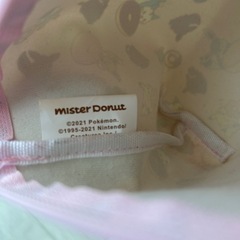 mister Donut
©2021 Pokémon.
©1995-2021 Nintendo/
Creatures Inc./